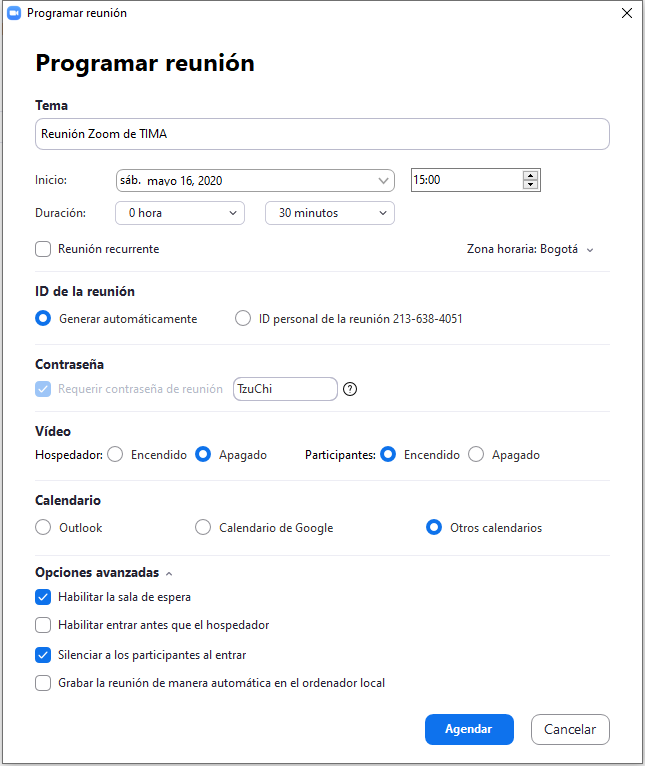 Programar reunión
Programar reunión
Tema
Reunión Zoom de TIMA
Inicio: sáb. mayo 16, 2020 15:00
Duración: 0 hora 30 minutos
Reunión recurrente Zona horaria: Bogotá
ID de la reunión
Generar automáticamente ID personal de la reunión 213-638-4051
Contraseña
Requerir contraseña de reunión TzuChi ?
Vídeo
Hospedador: Encendido Apagado Participantes: Encendido Apagado
Calendario
Outlook Calendario de Google Otros calendarios
Opciones avanzadas
Habilitar la sala de espera
Habilitar entrar antes que el hospedador
Silenciar a los participantes al entrar
Grabar la reunión de manera automática en el ordenador local
Agendar Cancelar